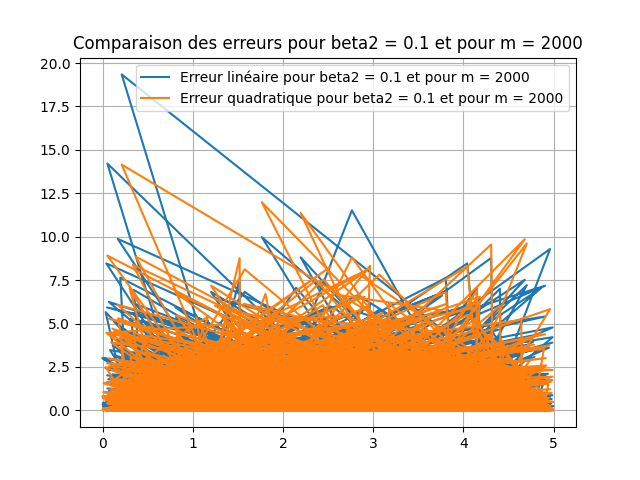 Comparaison des erreurs pour beta2 = 0.1 et pour m = 2000
Erreur linéaire pour beta2 = 0.1 et pour m = 2000
Erreur quadratique pour beta2 = 0.1 et pour m = 2000
20.0
17.5
15.0
12.5
10.0
7.5
5.0
2.5
0.0
0 1 2 3 4 5